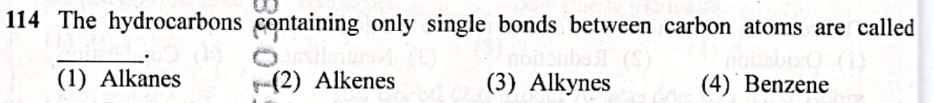 114 The hydrocarbons containing only single bonds between carbon atoms are called
________.
(1) Alkanes (2) Alkenes (3) Alkynes (4) Benzene